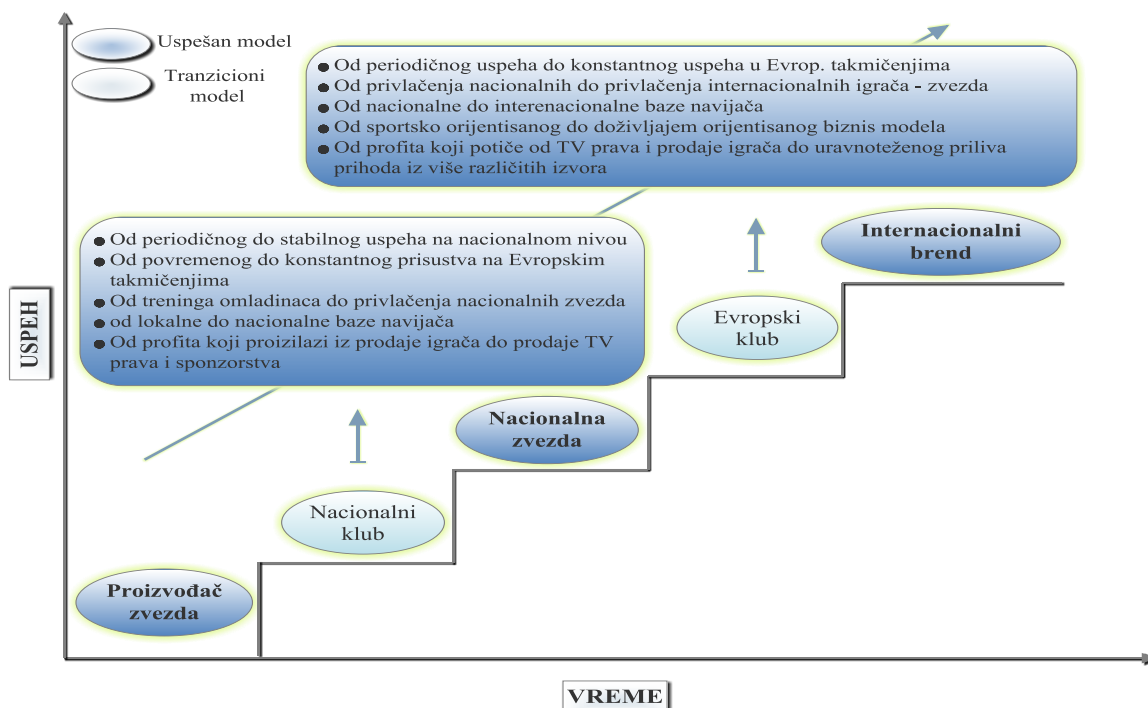 Uspešan model
Tranzicioni
model
● Od periodičnog uspeha do konstantnog uspeha u Evrop. takmičenjima
● Od privlačenja nacionalnih do privlačenja internacionalnih igrača - zvezda
● Od nacionalne do interenacionalne baze navijača
● Od sportsko orijentisanog do doživljajem orijentisanog biznis modela
● Od profita koji potiče od TV prava i prodaje igrača do uravnoteženog priliva
prihoda iz više različitih izvora
● Od periodičnog do stabilnog uspeha na nacionalnom nivou
● Od povremenog do konstantnog prisustva na Evropskim
takmičenjima
● Od treninga omladinaca do privlačenja nacionalnih zvezda
● od lokalne do nacionalne baze navijača
● Od profita koji proizilazi iz prodaje igrača do prodaje TV
prava i sponzorstva
Internacionalni
brend
Evropski
klub
USPEH
Nacionalna
zvezda
Nacionalni
klub
Proizvođač
zvezda
VREME